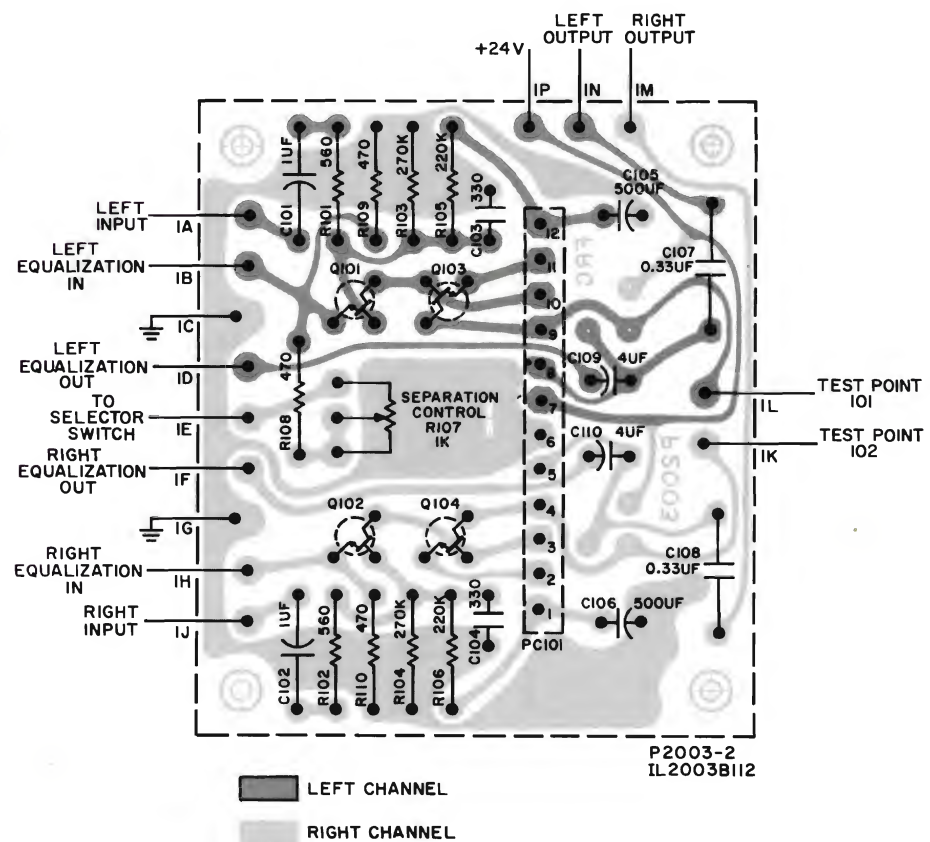 LEFT OUTPUT
RIGHT OUTPUT
+24V
IP
IN
IM
1UF
560
470
270K
220K
330
C101
R101
R109
R103
R105
C103
C105
500UF
LEFT INPUT
IA
LEFT EQUALIZATION IN
IB
Q101
Q103
12
11
10
9
8
7
6
5
4
3
2
1
C107
0.33UF
IC
LEFT EQUALIZATION OUT
ID
470
R108
C109
4UF
TO SELECTOR SWITCH
IE
SEPARATION CONTROL R107 1K
IL
TEST POINT 101
C110
4UF
IK
TEST POINT 102
RIGHT EQUALIZATION OUT
IF
PS003
IG
Q102
Q104
RIGHT EQUALIZATION IN
IH
C108
0.33UF
RIGHT INPUT
IJ
1UF
560
470
270K
220K
330
C102
R102
R110
R104
R106
C104
C106
500UF
PC101
P2003-2
IL2003B112
LEFT CHANNEL
RIGHT CHANNEL